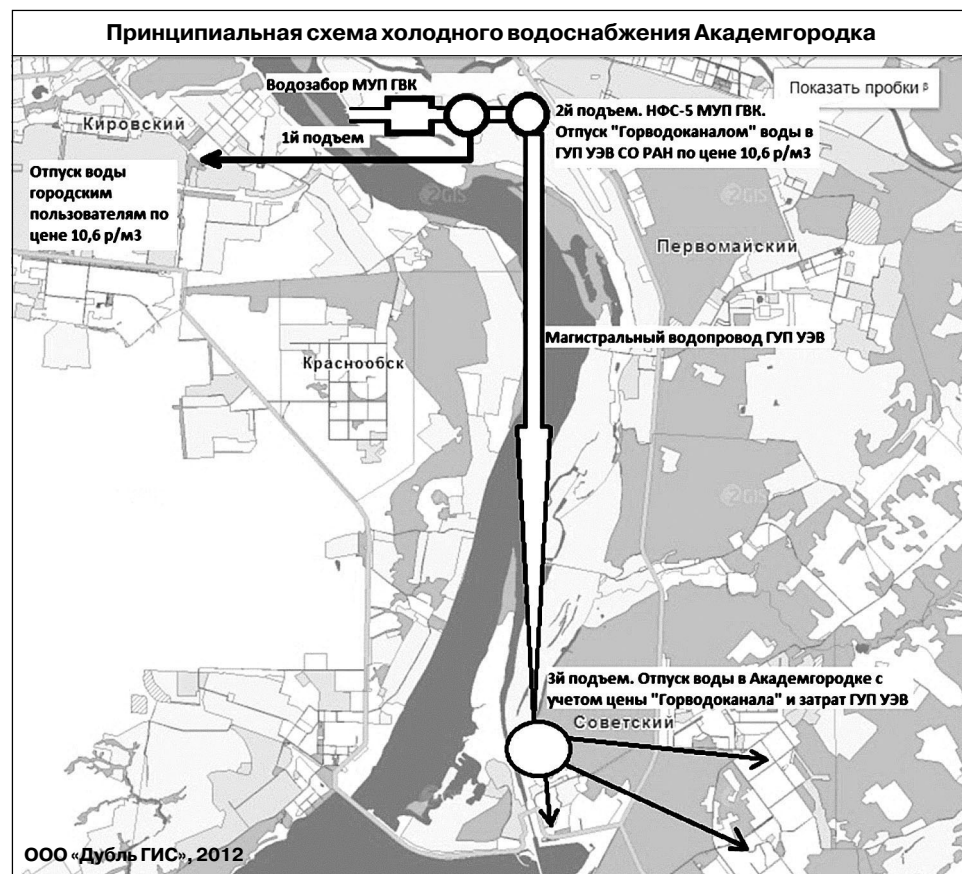 Принципиальная схема холодного водоснабжения Академгородка
Показать пробки β
Водозабор МУП ГВК
Кировский
1й подъем
2й подъем. НФС-5 МУП ГВК.
Отпуск "Горводоканалом" воды в
ГУП УЭВ СО РАН по цене 10,6 р/м3
Отпуск воды
городским
пользователям по
цене 10,6 р/м3
2GIS
Первомайский
Магистральный водопровод ГУП УЭВ
Краснообск
2GIS
3й подъем. Отпуск воды в Академгородке с
учетом цены "Горводоканала" и затрат ГУП УЭВ
Советский
ООО «Дубль ГИС», 2012